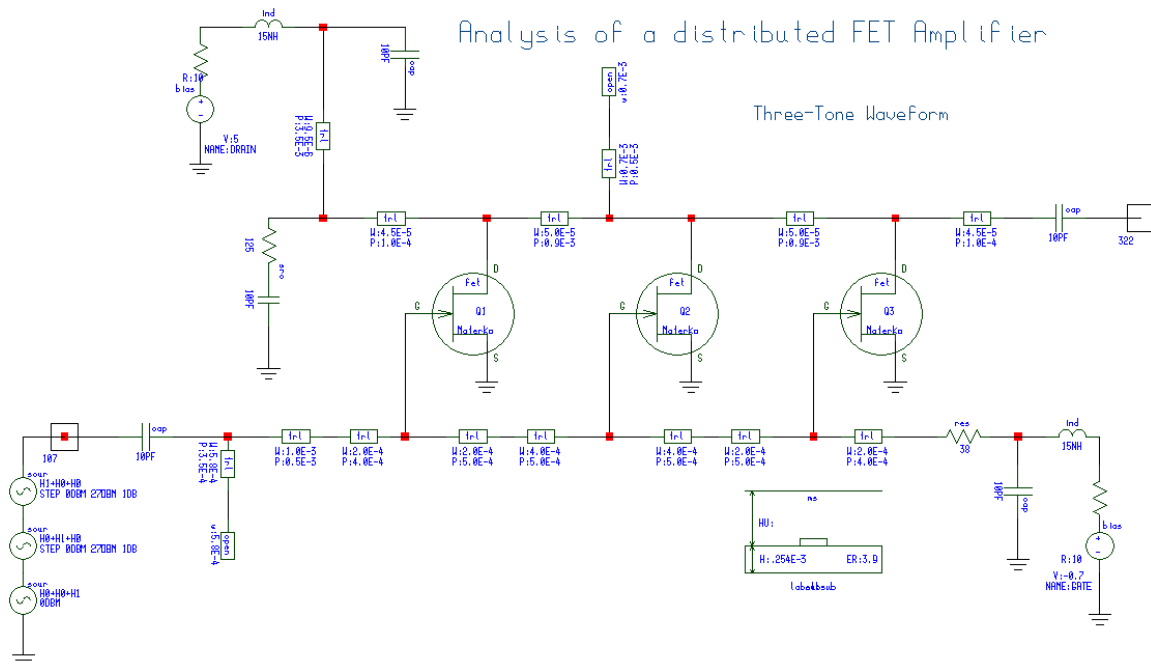 Analysis of a distributed FET Amplifier
Three-Tone Waveform
ind
15NH
R:10
bias
V:5
NAME:DRAIN
10PF
cap
trl
W:9.5E-6
P:3.5E-3
open
w:0.7E-3
trl
W:0.7E-3
P:0.5E-3
trl
W:4.5E-5
P:1.0E-4
trl
W:5.0E-5
P:0.9E-3
trl
W:5.0E-5
P:0.9E-3
trl
W:4.5E-5
P:1.0E-4
cap
10PF
322
125
src
10PF
D
fet
G
Q1
Materka
S
D
fet
G
Q2
Materka
S
D
fet
G
Q3
Materka
S
107
cap
10PF
trl
W:5.8E-4
P:3.5E-4
open
w:5.8E-4
trl
W:1.0E-3
P:0.5E-3
trl
W:2.0E-4
P:4.0E-4
trl
W:2.0E-4
P:5.0E-4
trl
W:4.0E-4
P:5.0E-4
trl
W:4.0E-4
P:5.0E-4
trl
W:2.0E-4
P:5.0E-4
trl
W:2.0E-4
P:4.0E-4
res
38
ind
15NH
10PF
cap
bias
R:10
V:-0.7
NAME:GATE
sour
H1+H0+H0
STEP 0DBM 27DBM 1DB
sour
H0+H1+H0
STEP 0DBM 27DBM 1DB
sour
H0+H0+H1
0DBM
ms
HU:
H:.254E-3
ER:3.9